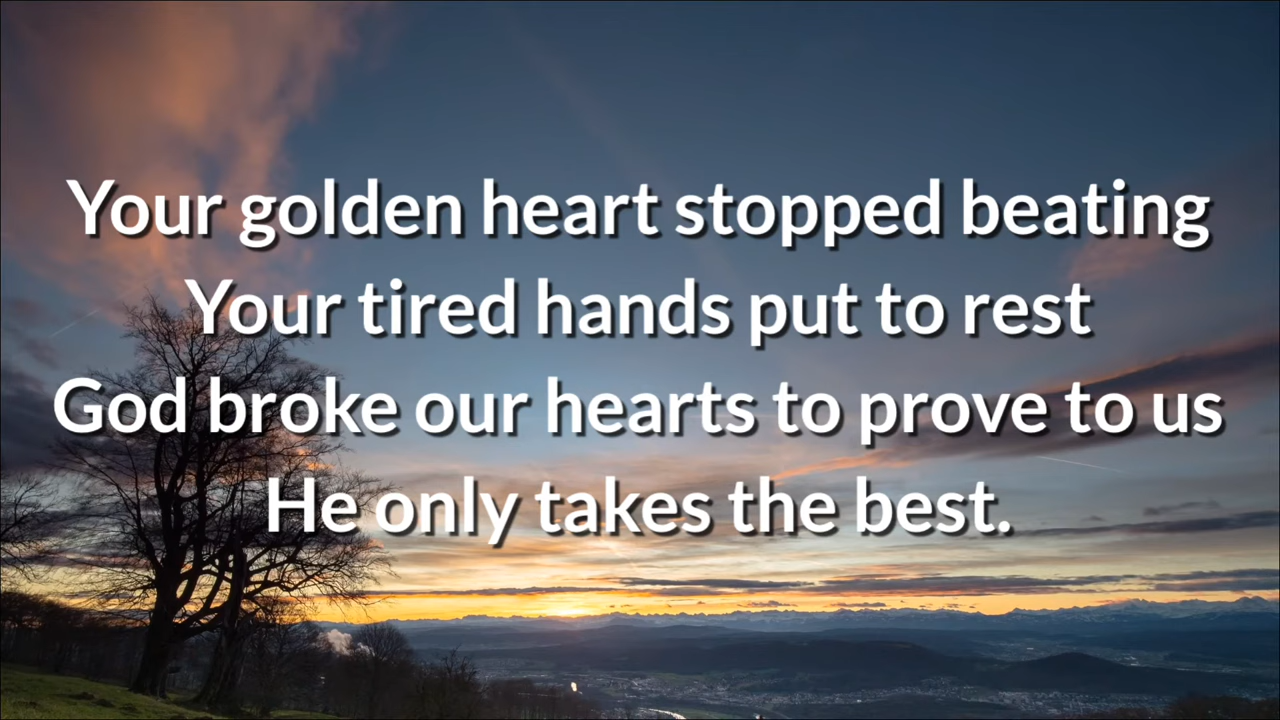 Your golden heart stopped beating
Your tired hands put to rest
God broke our hearts to prove to us
He only takes the best.